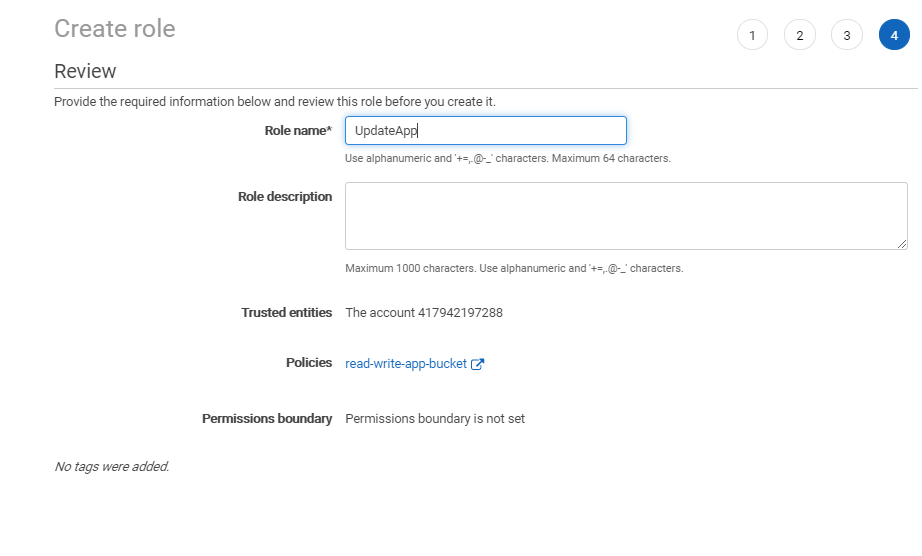 Create role
1 2 3 4
Review
Provide the required information below and review this role before you create it.
Role name* UpdateApp
Use alphanumeric and '+=,.@-_' characters. Maximum 64 characters.
Role description
Maximum 1000 characters. Use alphanumeric and '+=,.@-_' characters.
Trusted entities The account 417942197288
Policies read-write-app-bucket
Permissions boundary Permissions boundary is not set
No tags were added.